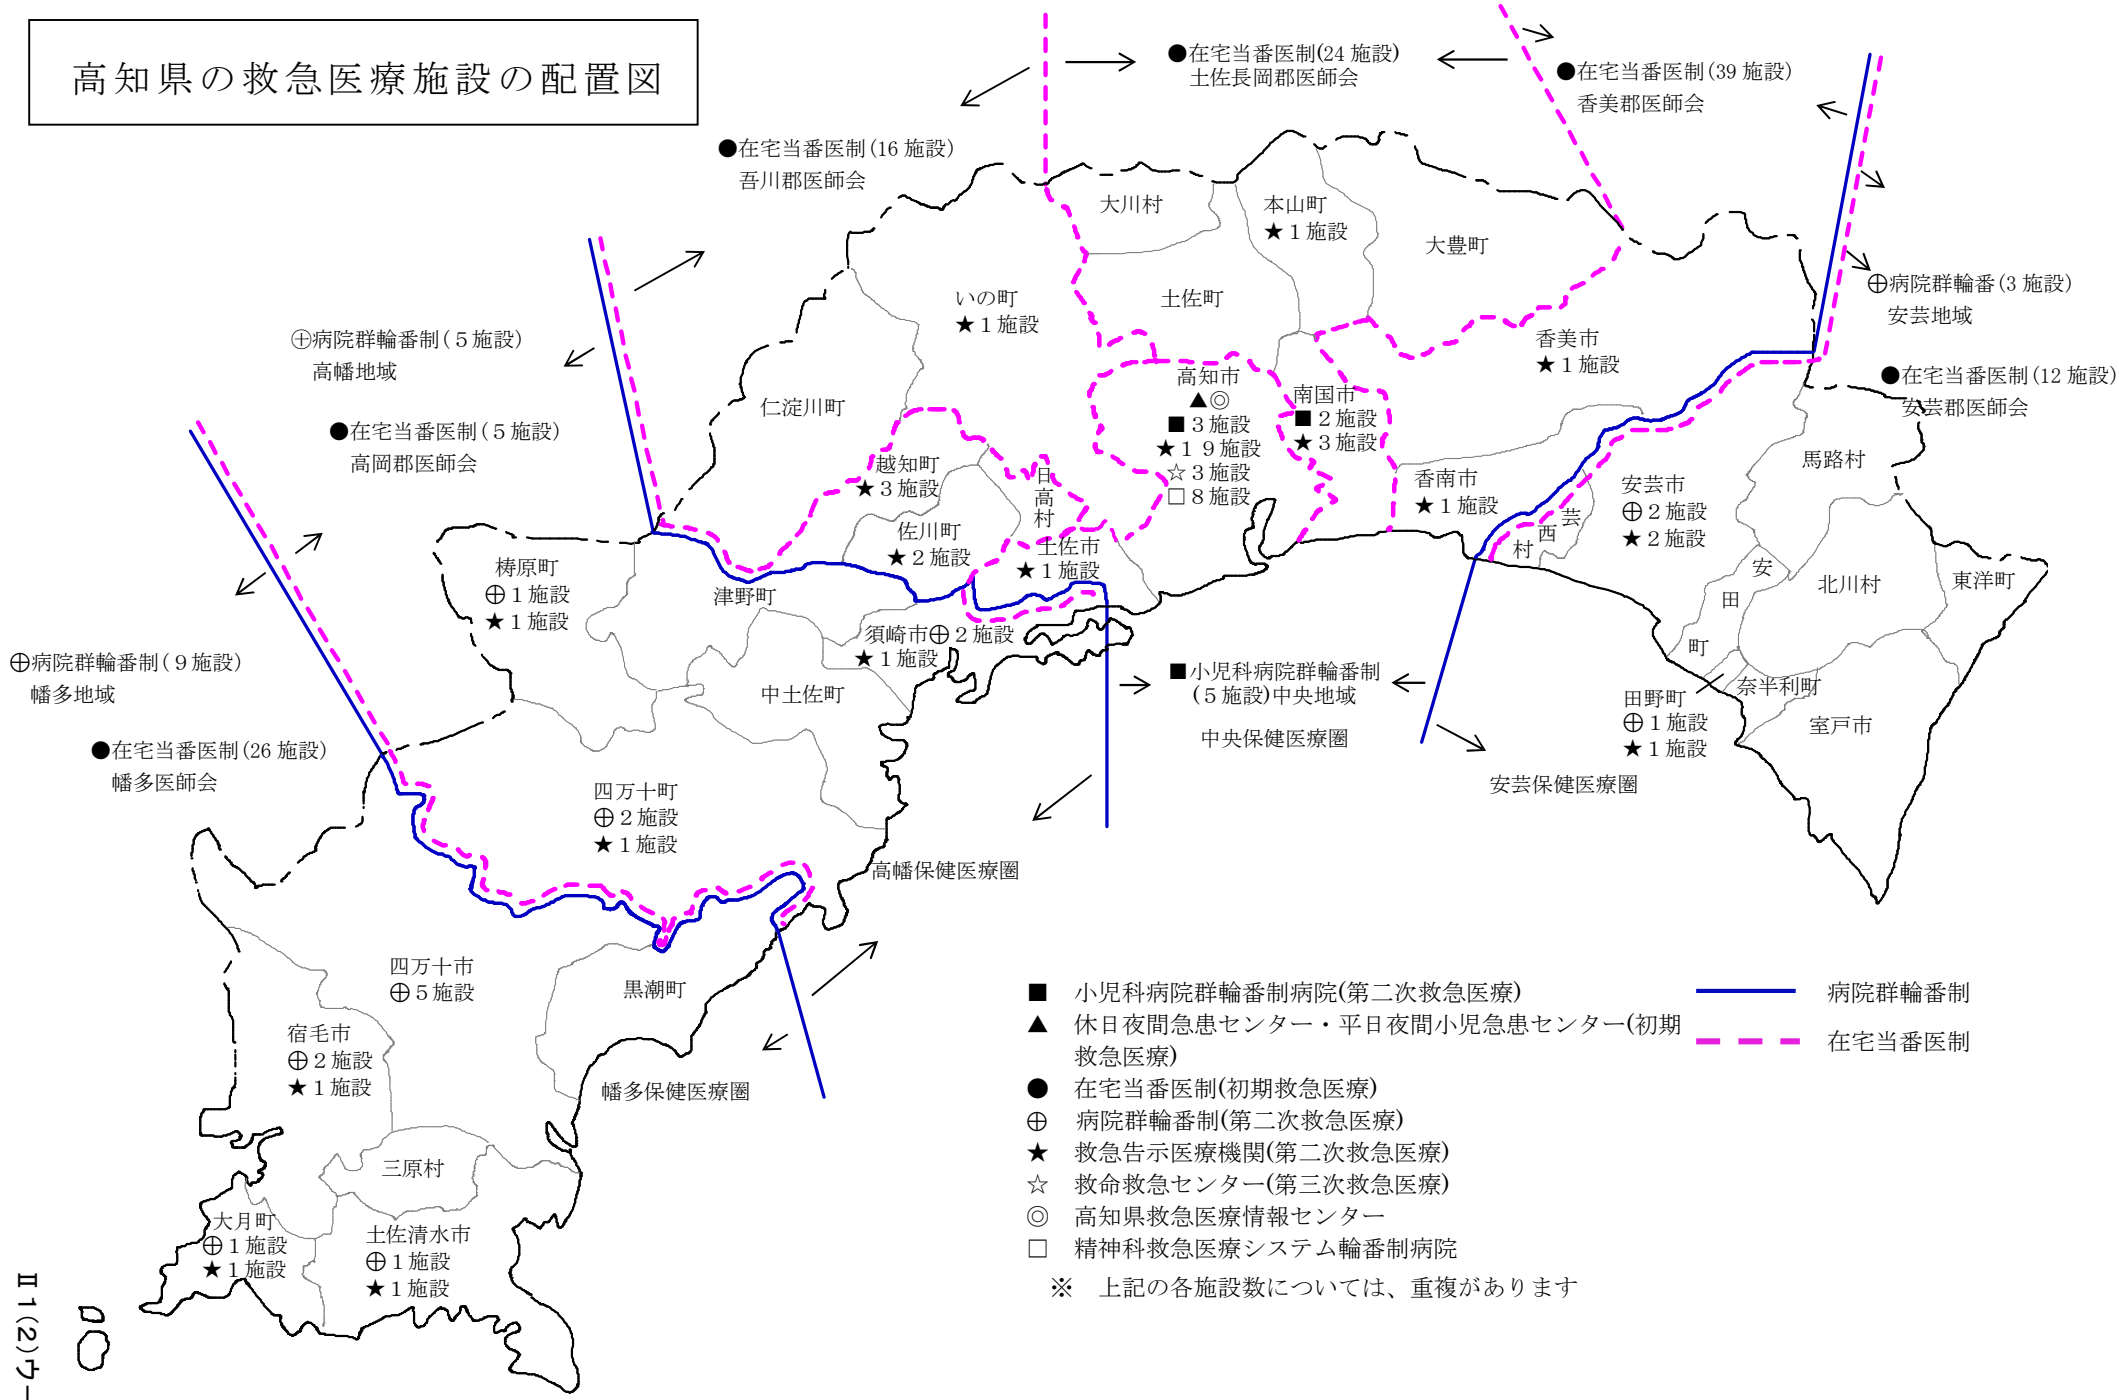 高知県の救急医療施設の配置図
●在宅当番医制(24 施設)
土佐長岡郡医師会
●在宅当番医制(39 施設)
香美郡医師会
●在宅当番医制(16 施設)
吾川郡医師会
大川村
本山町
★１施設
大豊町
⊕病院群輪番(3 施設)
安芸地域
いの町
★１施設
土佐町
⊕病院群輪番制(５施設)
高幡地域
香美市
★１施設
●在宅当番医制(12 施設)
安芸郡医師会
仁淀川町
高知市
▲◎
■３施設
★１９施設
☆３施設
□８施設
南国市
■２施設
★３施設
●在宅当番医制(５施設)
高岡郡医師会
越知町
★３施設
日高村
香南市
★１施設
安芸市
⊕２施設
★２施設
馬路村
芸西村
佐川町
★２施設
土佐市
★１施設
梼原町
⊕１施設
★１施設
津野町
安田町
北川村
東洋町
須崎市⊕２施設
★１施設
⊕病院群輪番制(９施設)
幡多地域
中土佐町
■小児科病院群輪番制
(５施設)中央地域
中央保健医療圏
田野町
⊕１施設
★１施設
奈半利町
室戸市
●在宅当番医制(26 施設)
幡多医師会
四万十町
⊕２施設
★１施設
安芸保健医療圏
高幡保健医療圏
四万十市
⊕５施設
黒潮町
宿毛市
⊕２施設
★１施設
幡多保健医療圏
三原村
大月町
⊕１施設
★１施設
土佐清水市
⊕１施設
★１施設
■ 小児科病院群輪番制病院(第二次救急医療)
▲ 休日夜間急患センター・平日夜間小児急患センター(初期
救急医療)
● 在宅当番医制(初期救急医療)
⊕ 病院群輪番制(第二次救急医療)
★ 救急告示医療機関(第二次救急医療)
☆ 救命救急センター(第三次救急医療)
◎ 高知県救急医療情報センター
□ 精神科救急医療システム輪番制病院
※ 上記の各施設数については、重複があります
病院群輪番制
在宅当番医制
Ⅱ１(２)ウ－